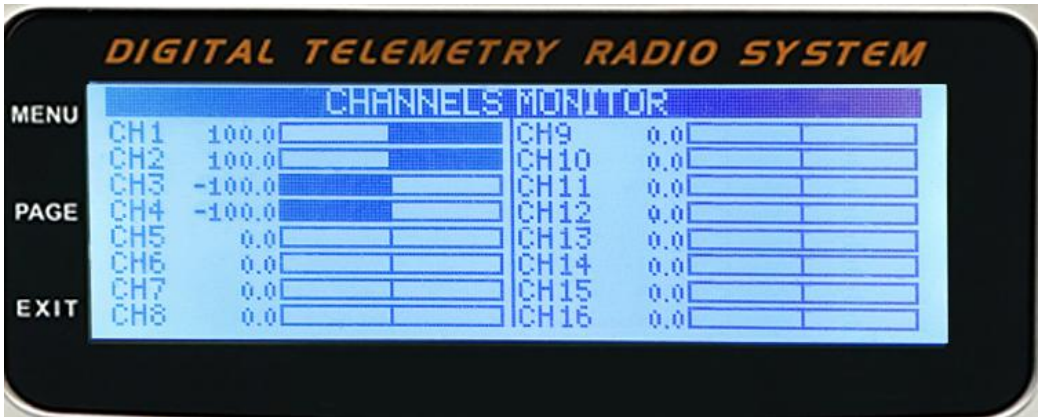 DIGITAL TELEMETRY RADIO SYSTEM
MENU
PAGE
EXIT
CHANNELS MONITOR
CH1 100.0
CH2 100.0
CH3 -100.0
CH4 -100.0
CH5 0.0
CH6 0.0
CH7 0.0
CH8 0.0
CH9 0.0
CH10 0.0
CH11 0.0
CH12 0.0
CH13 0.0
CH14 0.0
CH15 0.0
CH16 0.0